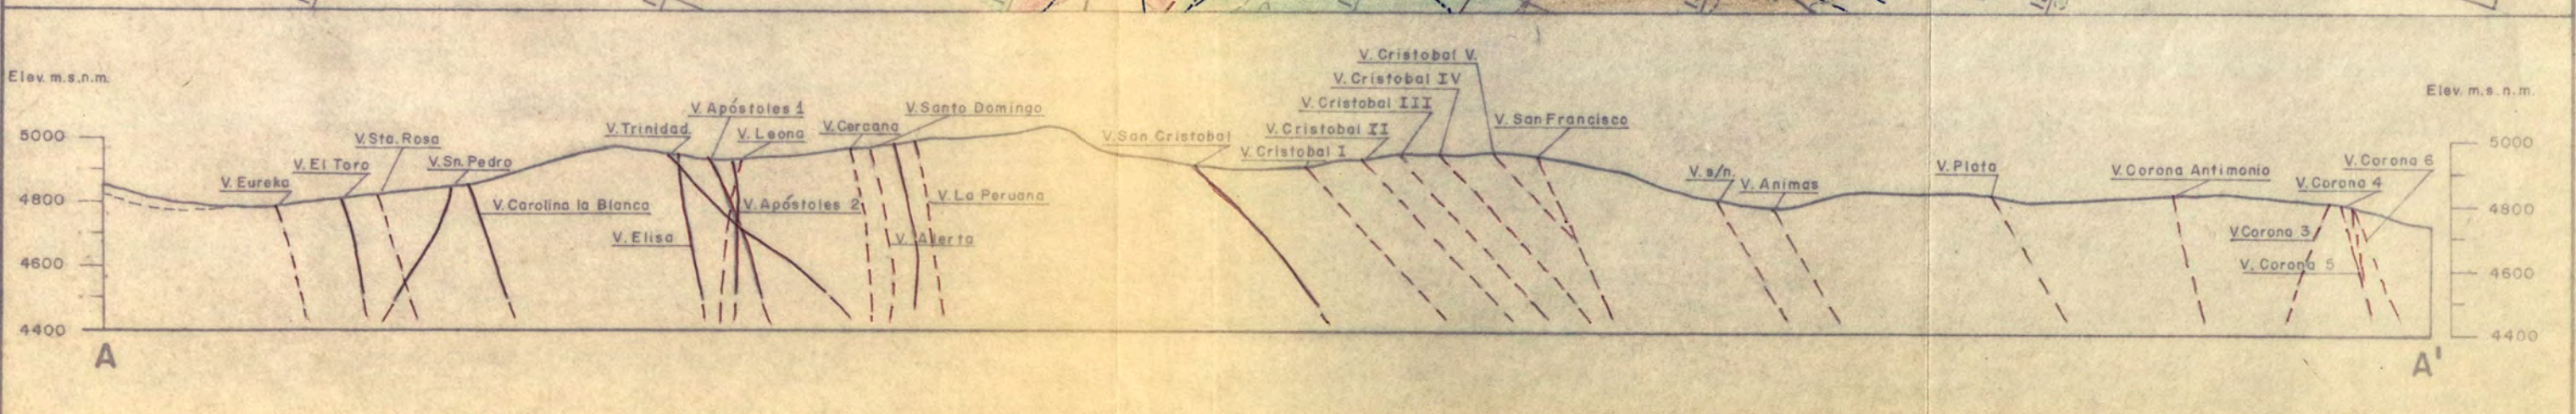 V. Cristobal V.
Elev. m.s.n.m.
V. Cristobal IV
Elev. m.s.n.m.
V. Apóstoles 1
V. Santo Domingo
V. Cristobal III
5000
V. Sta. Rosa
V. Trinidad
V. Leona
V. Cercana
V. San Cristobal
V. Cristobal II
V. San Francisco
5000
V. El Toro
V. Sn. Pedro
V. Cristobal I
V. Plata
V. Corona Antimonio
V. Corona 6
V. Eureka
V. s/n.
V. Animas
V. Corona 4
4800
V. Carolina la Blanca
V. Apóstoles 2
V. La Peruana
4800
V. Elisa
V. Alerta
V. Corona 3
4600
V. Corona 5
4600
4400
4400
A
A'